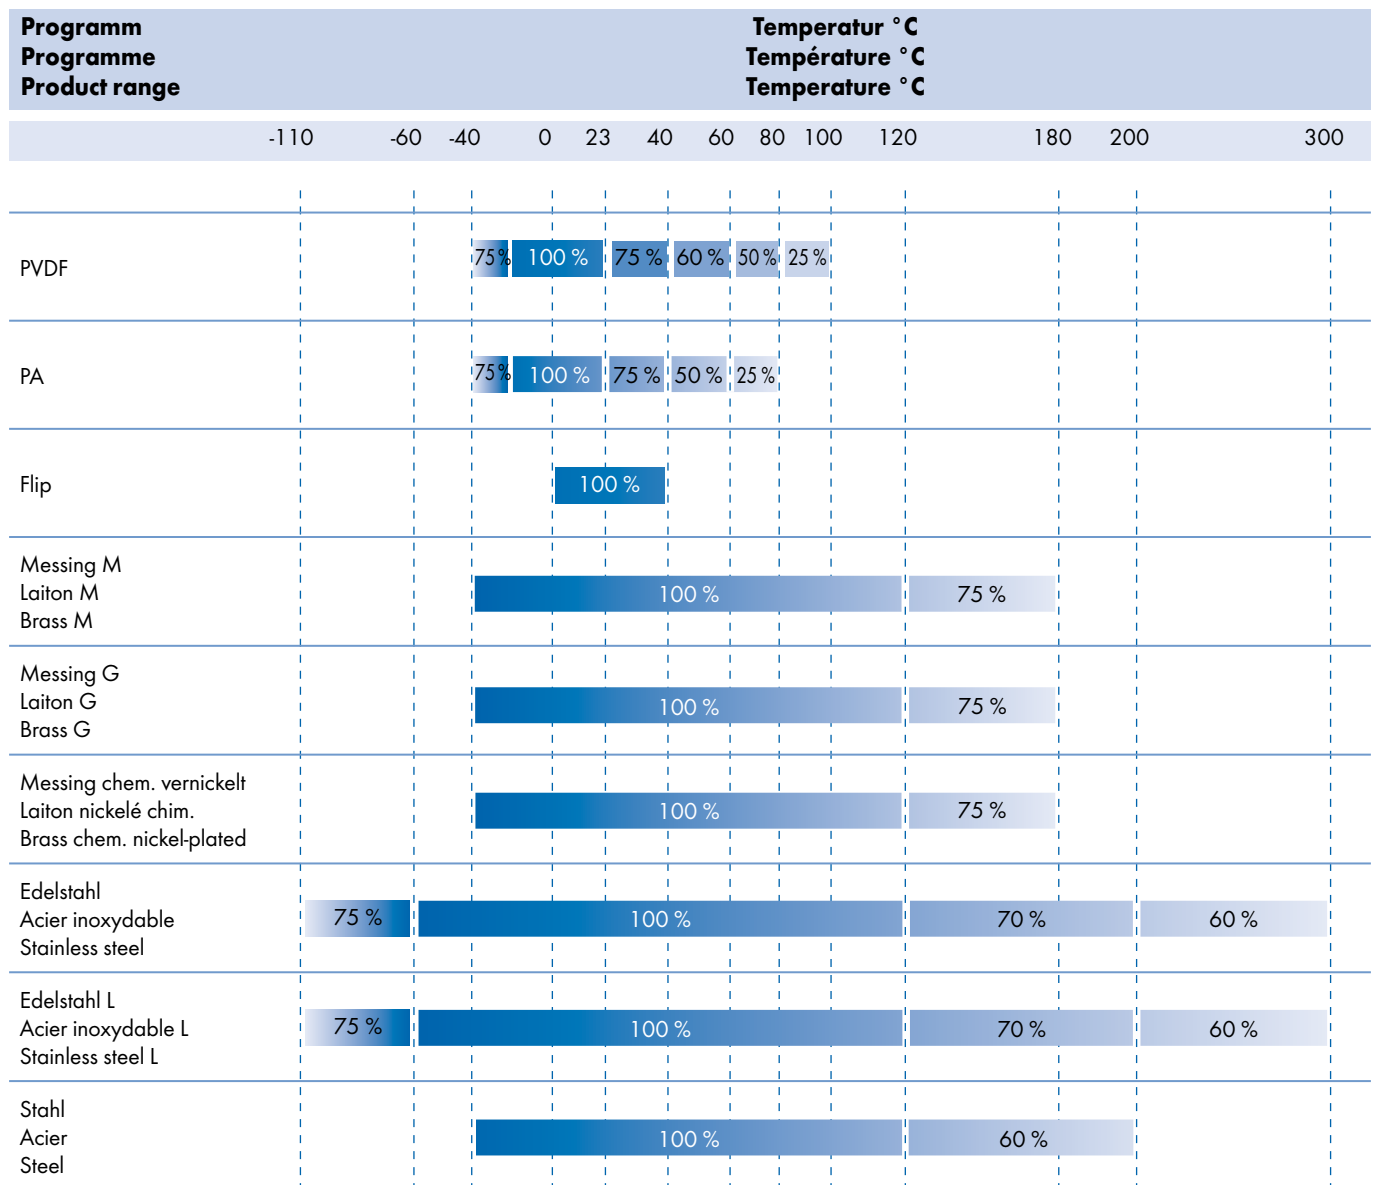 Programm Temperatur °C
Programme Température °C
Product range Temperature °C
-110 -60 -40 0 23 40 60 80 100 120 180 200 300
PVDF
75% 100 % 75 % 60 % 50 % 25 %
PA
75% 100 % 75 % 50 % 25 %
Flip
100 %
Messing M
Laiton M
Brass M
100 % 75 %
Messing G
Laiton G
Brass G
100 % 75 %
Messing chem. vernickelt
Laiton nickelé chim.
Brass chem. nickel-plated
100 % 75 %
Edelstahl
Acier inoxydable
Stainless steel
75 % 100 % 70 % 60 %
Edelstahl L
Acier inoxydable L
Stainless steel L
75 % 100 % 70 % 60 %
Stahl
Acier
Steel
100 % 60 %